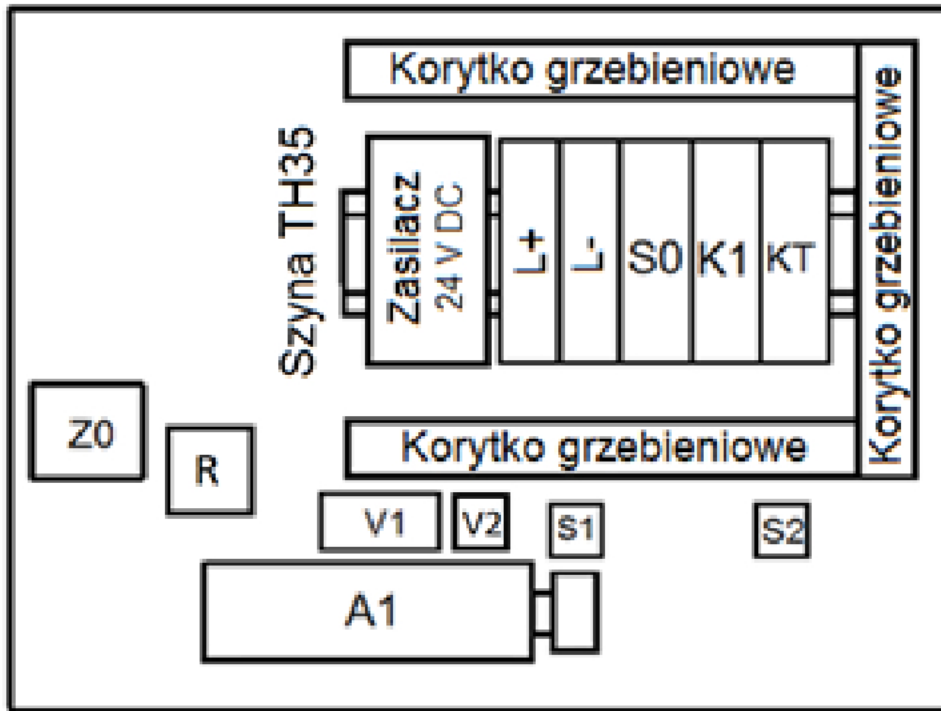 Korytko grzebieniowe
Korytko grzebieniowe
Szyna TH35
Zasilacz
24 V DC
L+
L-
S0
K1
KT
Z0
R
Korytko grzebieniowe
V1
V2
S1
S2
A1